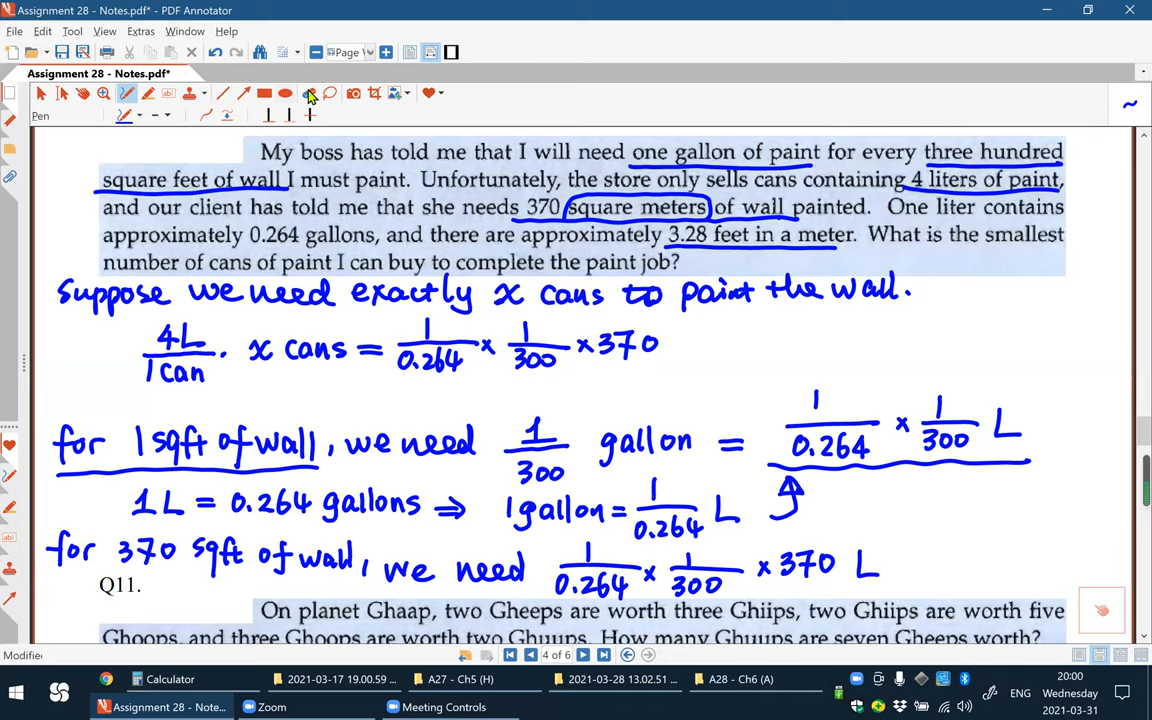 Assignment 28 - Notes.pdf* - PDF Annotator
File Edit Tool View Extras Window Help
Page V
Assignment 28 - Notes.pdf*
Pen
My boss has told me that I will need one gallon of paint for every three hundred
square feet of wall I must paint. Unfortunately, the store only sells cans containing 4 liters of paint,
and our client has told me that she needs 370 square meters of wall painted. One liter contains
approximately 0.264 gallons, and there are approximately 3.28 feet in a meter. What is the smallest
number of cans of paint I can buy to complete the paint job?
Suppose we need exactly x cans to paint the wall.
4L/1 can · x cans = 1/0.264 × 1/300 × 370
for 1 sqft of wall, we need 1/300 gallon = 1/0.264 × 1/300 L
1L = 0.264 gallons ⇒ 1 gallon = 1/0.264 L
for 370 sqft of wall, we need 1/0.264 × 1/300 × 370 L
Q11.
On planet Ghaap, two Gheeps are worth three Ghiips, two Ghiips are worth five
Ghoops, and three Ghoops are worth two Ghuups. How many Ghuups are seven Gheeps worth?
Modifie
4 of 6
Calculator
2021-03-17 19.00.59 ...
A27 - Ch5 (H)
2021-03-28 13.02.51 ...
A28 - Ch6 (A)
20:00
Assignment 28 - Note...
Zoom
Meeting Controls
ENG
Wednesday
2021-03-31